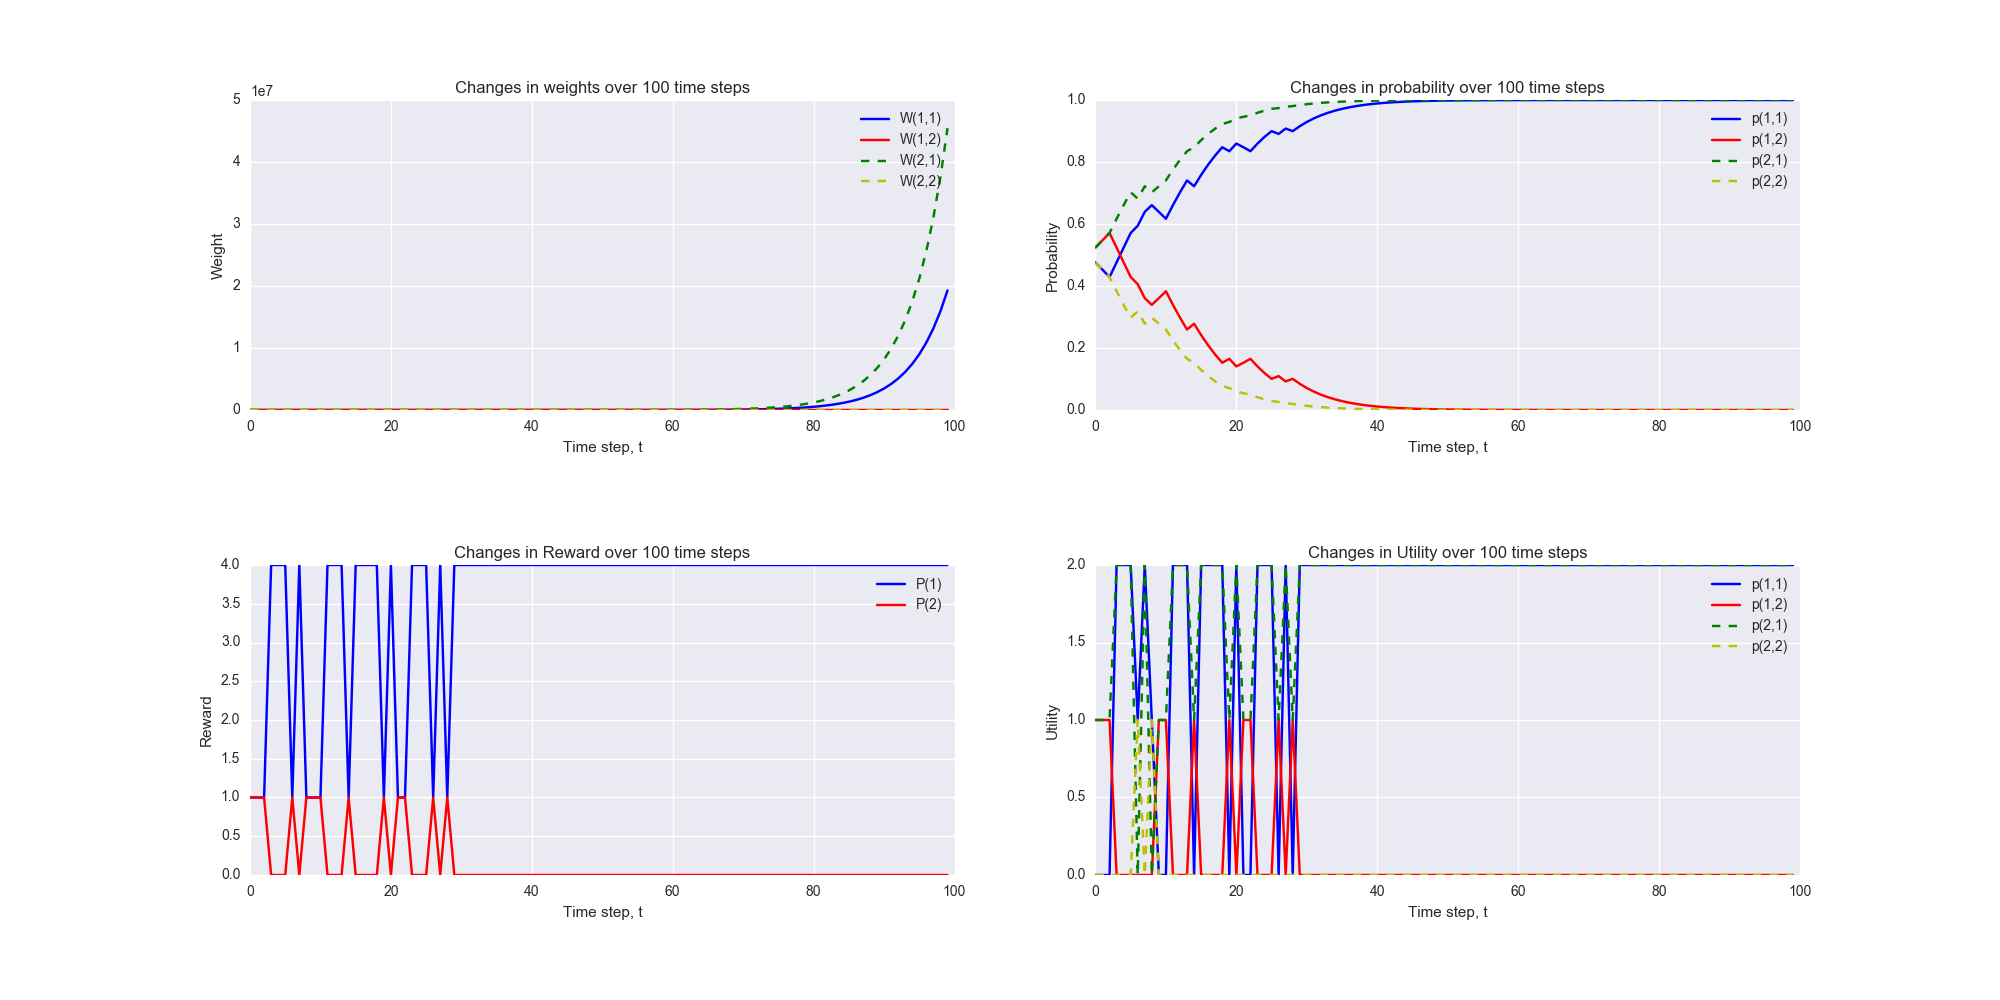 Changes in weights over 100 time steps
1e7
5
4
3
2
1
0
Weight
W(1,1)
W(1,2)
W(2,1)
W(2,2)
0 20 40 60 80 100
Time step, t
Changes in probability over 100 time steps
1.0
0.8
0.6
0.4
0.2
0.0
Probability
p(1,1)
p(1,2)
p(2,1)
p(2,2)
0 20 40 60 80 100
Time step, t
Changes in Reward over 100 time steps
4.0
3.5
3.0
2.5
2.0
1.5
1.0
0.5
0.0
Reward
P(1)
P(2)
0 20 40 60 80 100
Time step, t
Changes in Utility over 100 time steps
2.0
1.5
1.0
0.5
0.0
Utility
p(1,1)
p(1,2)
p(2,1)
p(2,2)
0 20 40 60 80 100
Time step, t